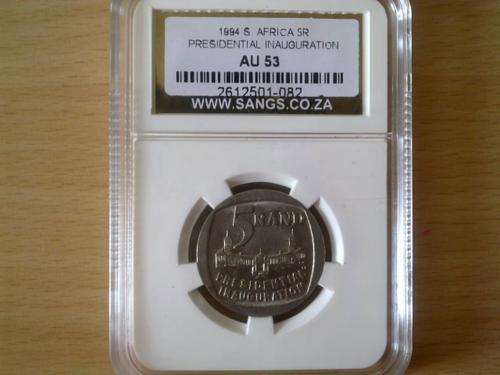 1994 S. AFRICA 5R
PRESIDENTIAL INAUGURATION
AU 53
2612501-082
WWW.SANGS.CO.ZA
5 RAND
PRESIDENTIAL
INAUGURATION